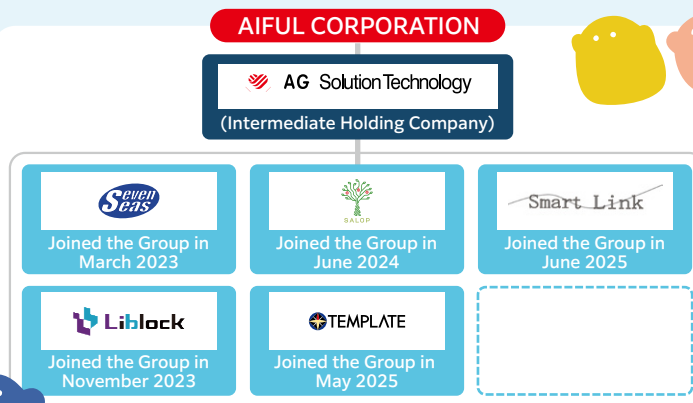 AIFUL CORPORATION
AG Solution Technology
(Intermediate Holding Company)
SEVEN SEAS
Joined the Group in
March 2023
SALOP
Joined the Group in
June 2024
Smart Link
Joined the Group in
June 2025
Liblock
Joined the Group in
November 2023
TEMPLATE
Joined the Group in
May 2025